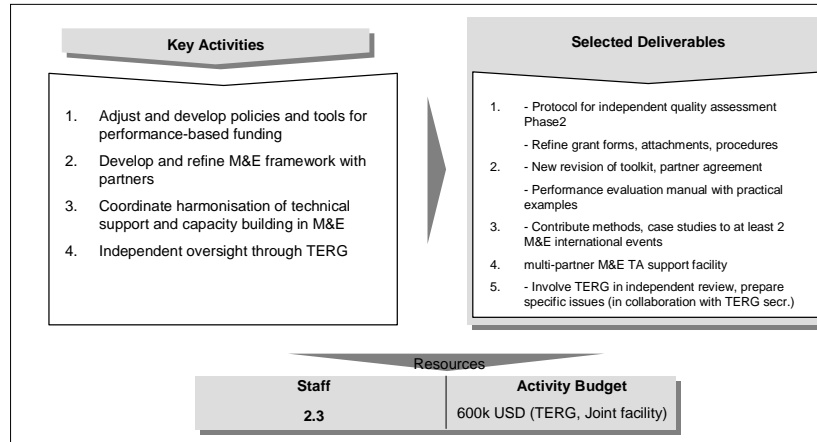 Key Activities
1. Adjust and develop policies and tools for
performance-based funding
2. Develop and refine M&E framework with
partners
3. Coordinate harmonisation of technical
support and capacity building in M&E
4. Independent oversight through TERG
Selected Deliverables
1. - Protocol for independent quality assessment
Phase2
- Refine grant forms, attachments, procedures
2. - New revision of toolkit, partner agreement
- Performance evaluation manual with practical
examples
3. - Contribute methods, case studies to at least 2
M&E international events
4. multi-partner M&E TA support facility
5. - Involve TERG in independent review, prepare
specific issues (in collaboration with TERG secr.)
Resources
Staff
2.3
Activity Budget
600k USD (TERG, Joint facility)